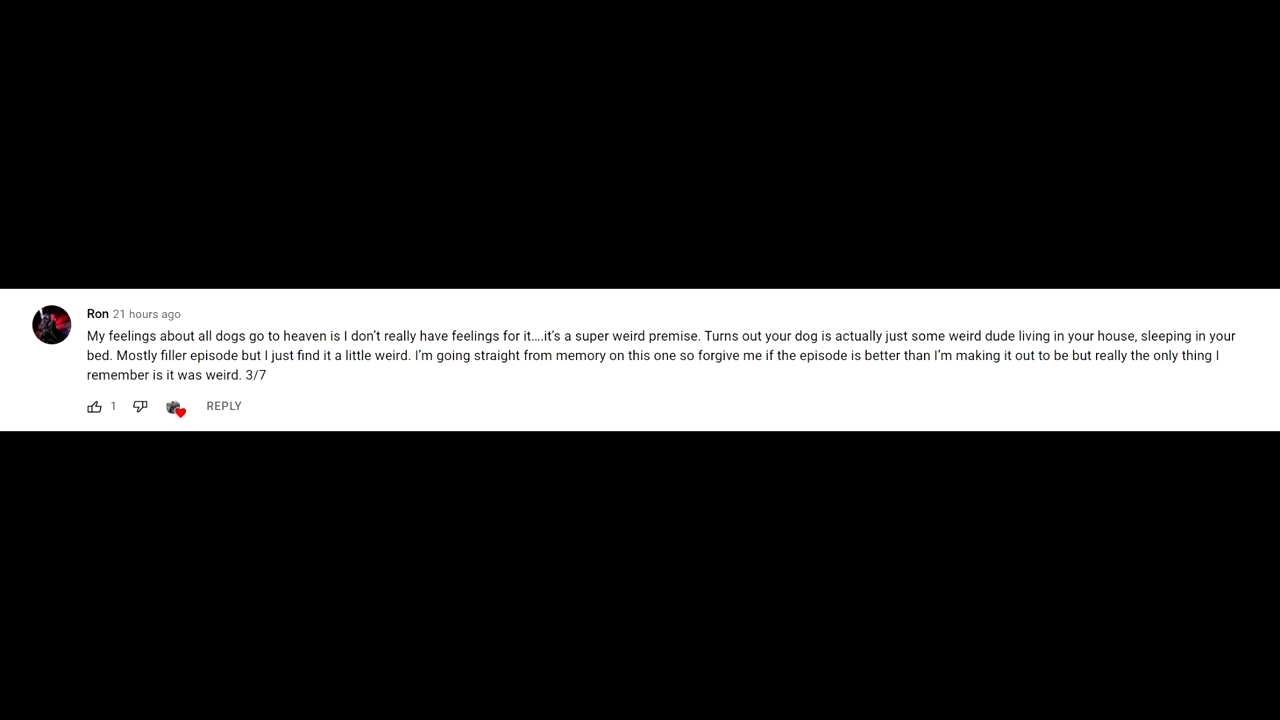 Ron 21 hours ago
My feelings about all dogs go to heaven is I don’t really have feelings for it....it’s a super weird premise. Turns out your dog is actually just some weird dude living in your house, sleeping in your
bed. Mostly filler episode but I just find it a little weird. I’m going straight from memory on this one so forgive me if the episode is better than I’m making it out to be but really the only thing I
remember is it was weird. 3/7
1 REPLY